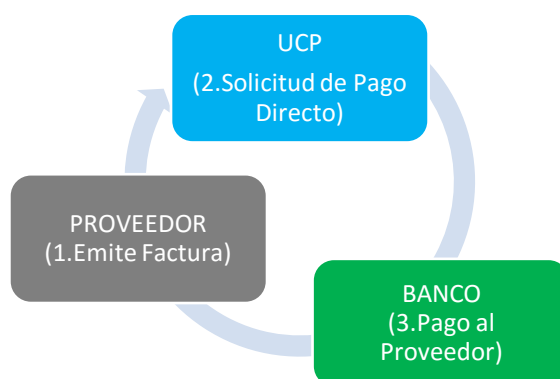 UCP
(2.Solicitud de Pago
Directo)
PROVEEDOR
(1.Emite Factura)
BANCO
(3.Pago al
Proveedor)